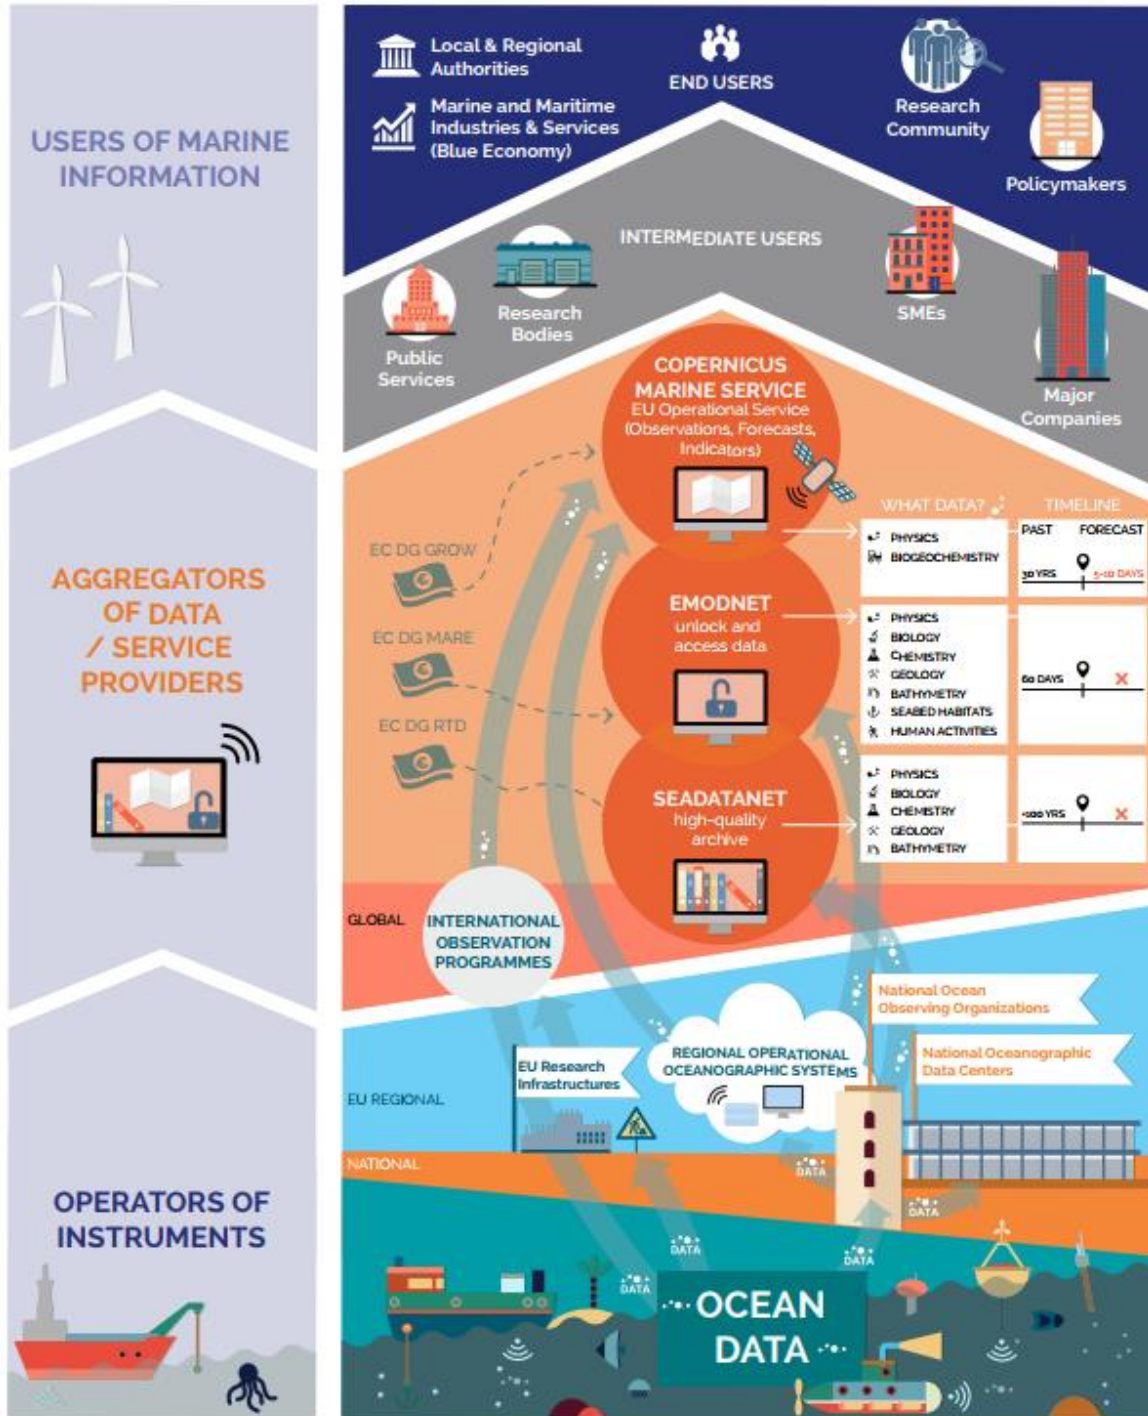 USERS OF MARINE
INFORMATION
AGGREGATORS
OF DATA
/ SERVICE
PROVIDERS
OPERATORS OF
INSTRUMENTS
Local & Regional
Authorities
Marine and Maritime
Industries & Services
(Blue Economy)
END USERS
Research
Community
Policymakers
INTERMEDIATE USERS
Public
Services
Research
Bodies
SMEs
Major
Companies
COPERNICUS
MARINE SERVICE
EU Operational Service
(Observations, Forecasts,
Indicators)
EC DG GROW
EC DG MARE
EC DG RTD
EMODNET
unlock and
access data
SEADATANET
high-quality
archive
WHAT DATA?
TIMELINE
PHYSICS
BIOGEOCHEMISTRY
PAST FORECAST
30 YRS 5-10 DAYS
PHYSICS
BIOLOGY
CHEMISTRY
GEOLOGY
BATHYMETRY
SEABED HABITATS
HUMAN ACTIVITIES
60 DAYS
PHYSICS
BIOLOGY
CHEMISTRY
GEOLOGY
BATHYMETRY
YRS
GLOBAL
INTERNATIONAL
OBSERVATION
PROGRAMMES
EU REGIONAL
EU Research
Infrastructures
REGIONAL OPERATIONAL
OCEANOGRAPHIC SYSTEMS
National Ocean
Observing Organizations
National Oceanographic
Data Centers
NATIONAL
DATA
DATA
DATA
DATA
DATA
OCEAN
DATA